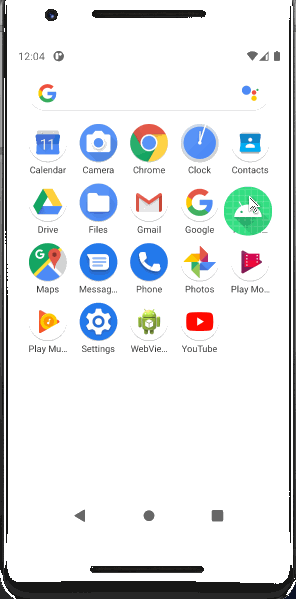 12:04
11
Calendar Camera Chrome Clock Contacts
Drive Files Gmail Google
Maps Messag... Phone Photos Play Mo...
Play Mu... Settings WebVie... YouTube